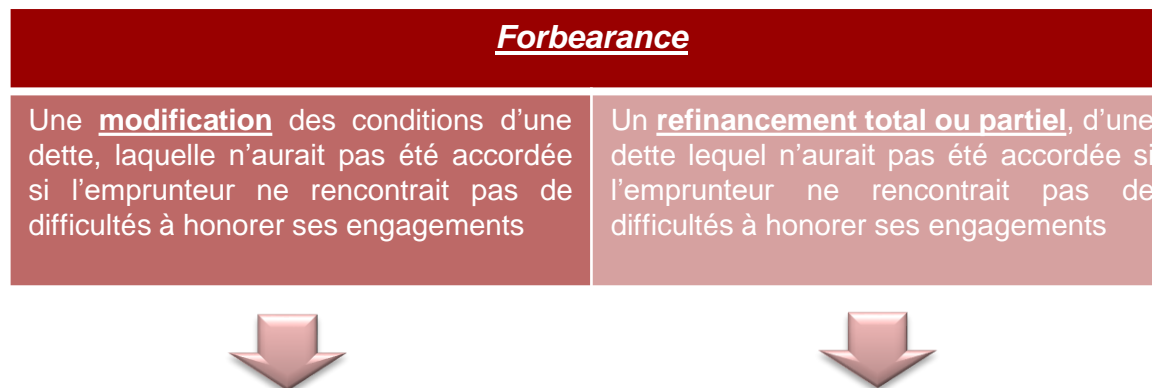 Forbearance
Une modification des conditions d'une
dette, laquelle n'aurait pas été accordée
si l'emprunteur ne rencontrait pas de
difficultés à honorer ses engagements
Un refinancement total ou partiel, d'une
dette lequel n'aurait pas été accordée si
l'emprunteur ne rencontrait pas de
difficultés à honorer ses engagements